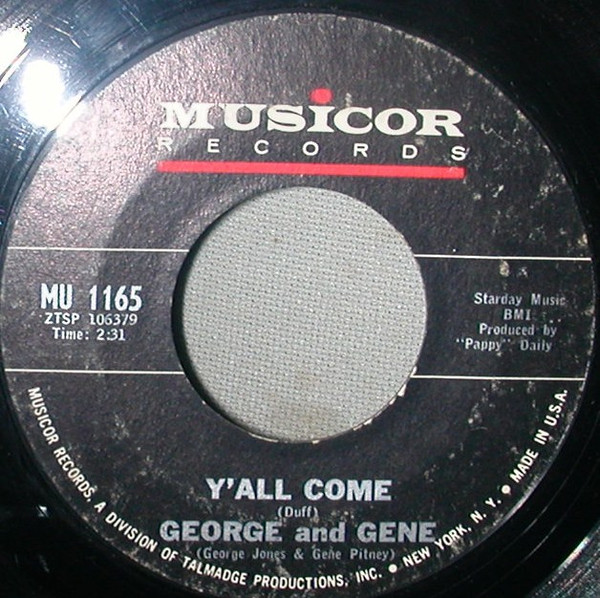 MUSICOR
RECORDS
MU 1165
ZTSP 106379
Time: 2:31
Starday Music
BMI
Produced by
"Pappy" Daily
Y'ALL COME
(Duff)
GEORGE and GENE
(George Jones & Gene Pitney)
MUSICOR RECORDS, A DIVISION OF TALMADGE PRODUCTIONS, INC. • NEW YORK, N. Y. • MADE IN U.S.A.